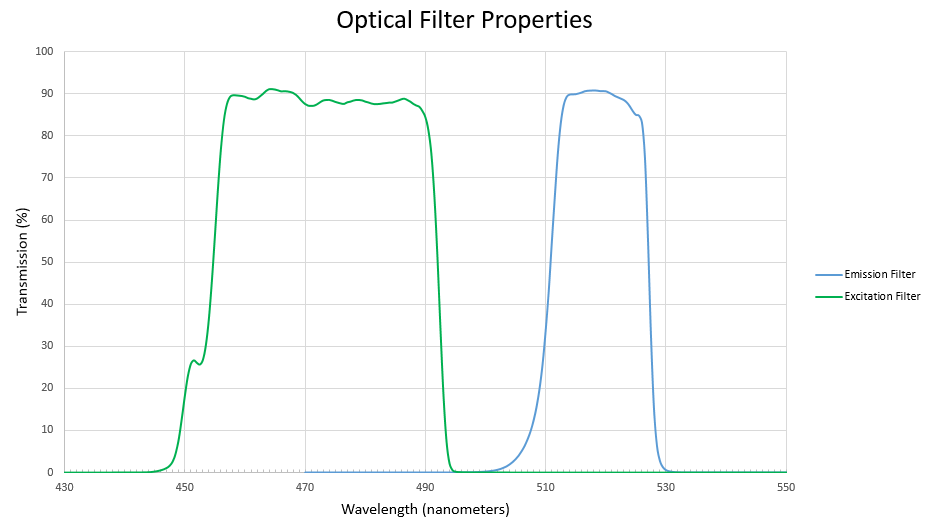 Optical Filter Properties
100
90
80
70
60
50
40
30
20
10
0
Transmission (%)
430 450 470 490 510 530 550
Wavelength (nanometers)
Emission Filter
Excitation Filter